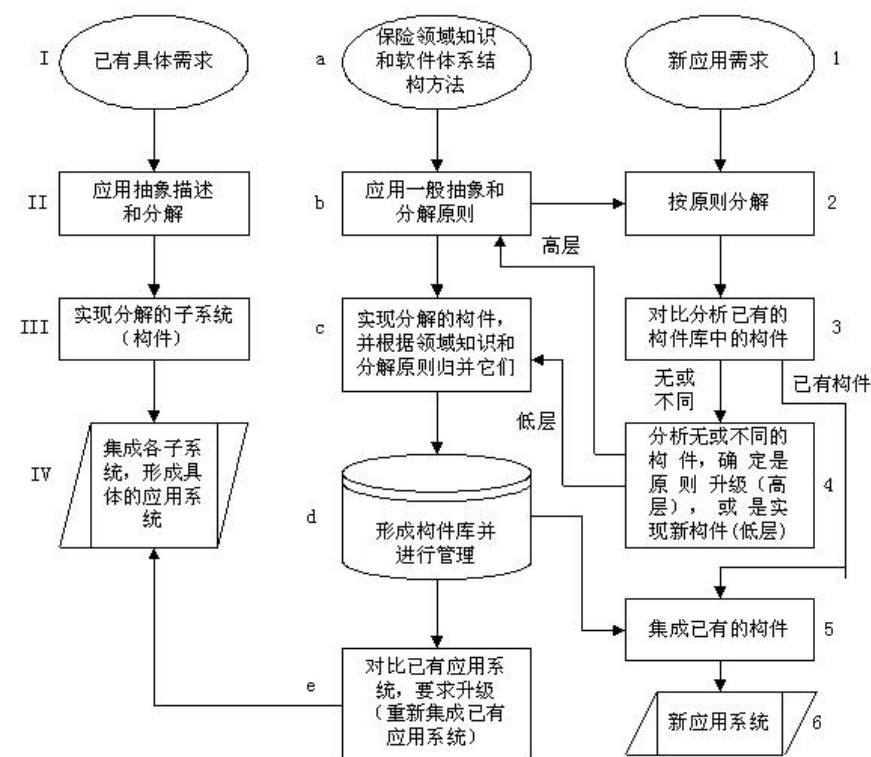 I
已有具体需求
a
保险领域知识
和软件体系结
构方法
新应用需求
1
II
应用抽象描述
和分解
b
应用一般抽象和
分解原则
按原则分解
2
高层
III
实现分解的子系统
(构件)
c
实现分解的构件,
并根据领域知识和
分解原则归并它们
对比分析已有的
构件库中的构件
3
无或
不同
已有构件
低层
IV
集成各子系
统,形成具
体的应用系
统
分析无或不同的
构 件,确 定是
原 则 升级(高
层), 或 是实
现新构件(低层)
4
d
形成构件库并
进行管理
集成已有的构件
5
e
对比已有应用系
统,要求升级
(重新集成已有
应用系统)
新应用系统
6